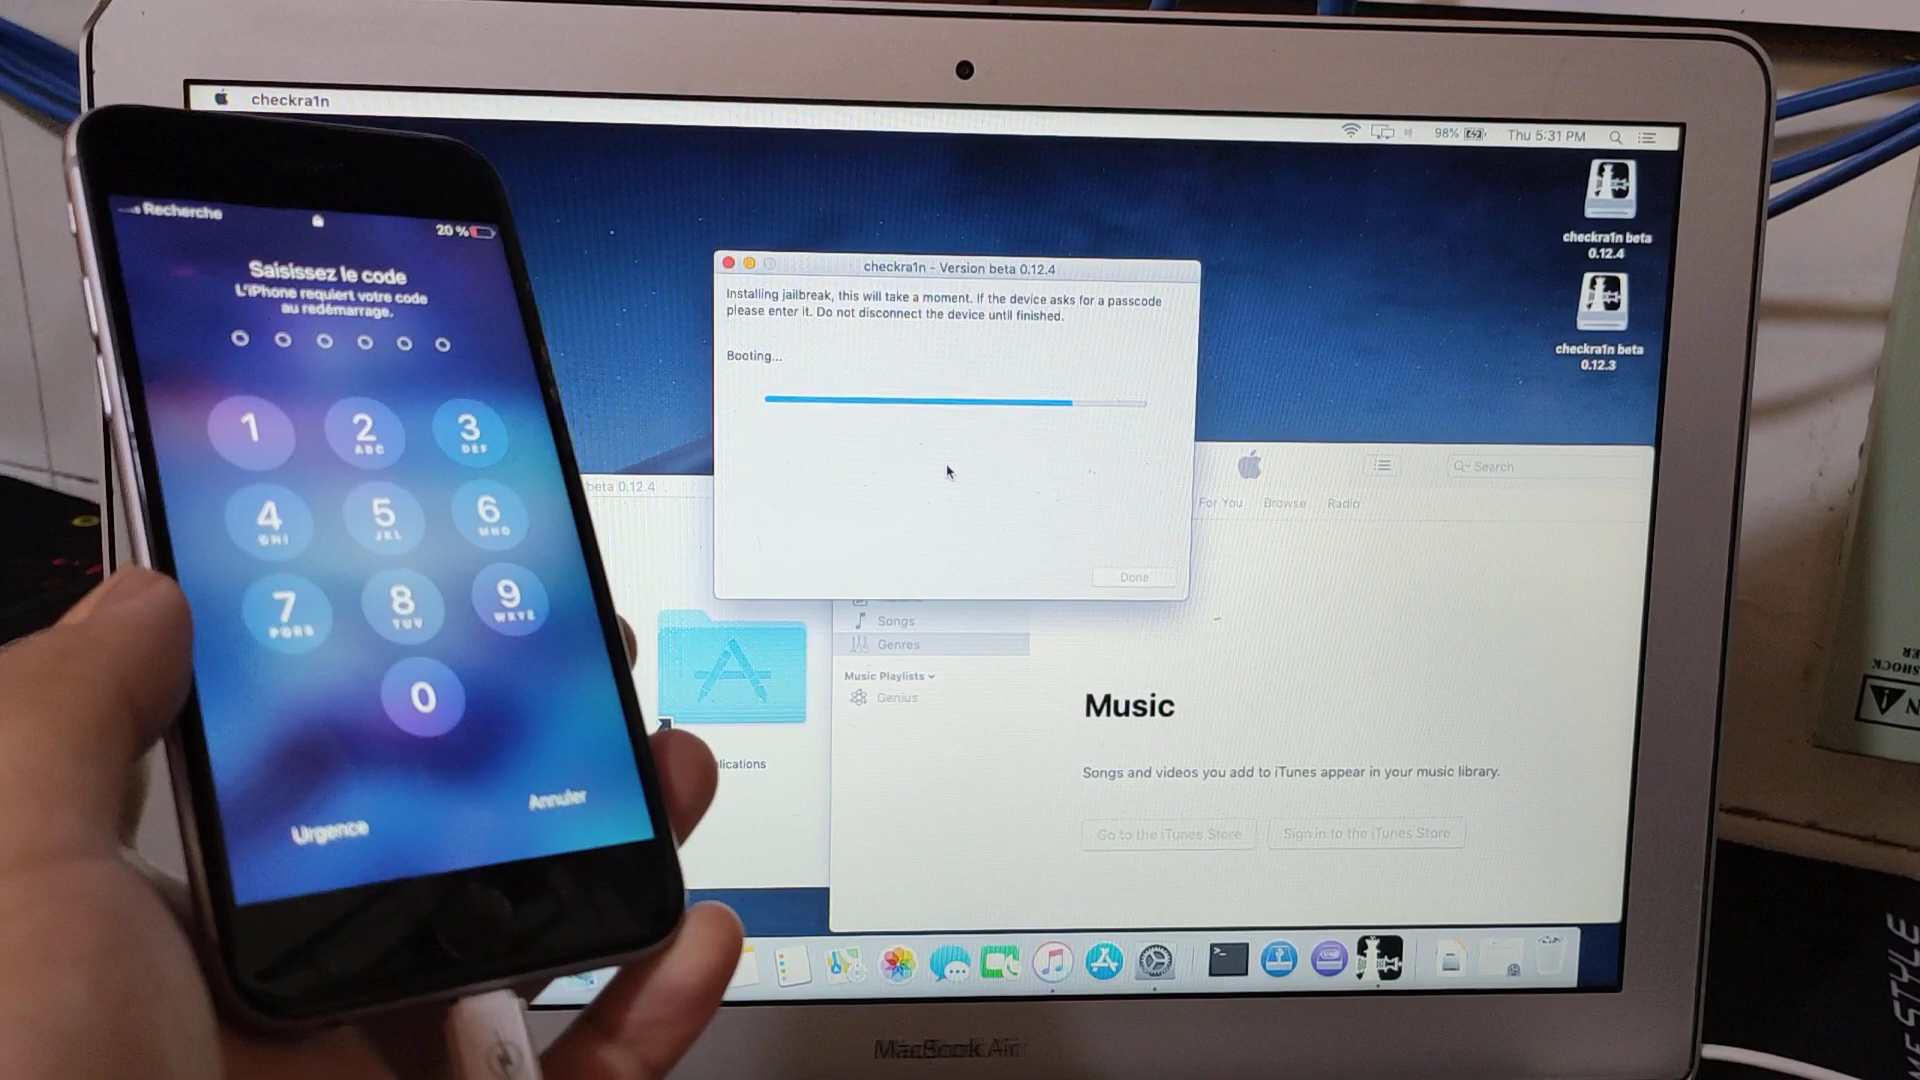 checkra1n
98%
Thu 5:31 PM
checkra1n beta
0.12.4
checkra1n beta
0.12.3
checkra1n - Version beta 0.12.4
Installing jailbreak, this will take a moment. If the device asks for a passcode
please enter it. Do not disconnect the device until finished.
Booting...
Done
beta 0.12.4
lications
Search
For You
Browse
Radio
Songs
Genres
Music Playlists
Genius
Music
Songs and videos you add to iTunes appear in your music library.
Go to the iTunes Store
Sign in to the iTunes Store
MacBook Air
Recherche
20 %
Saisissez le code
L'iPhone requiert votre code
au redémarrage.
1
2
ABC
3
DEF
4
GHI
5
JKL
6
MNO
7
PQRS
8
TUV
9
WXYZ
0
Urgence
Annuler